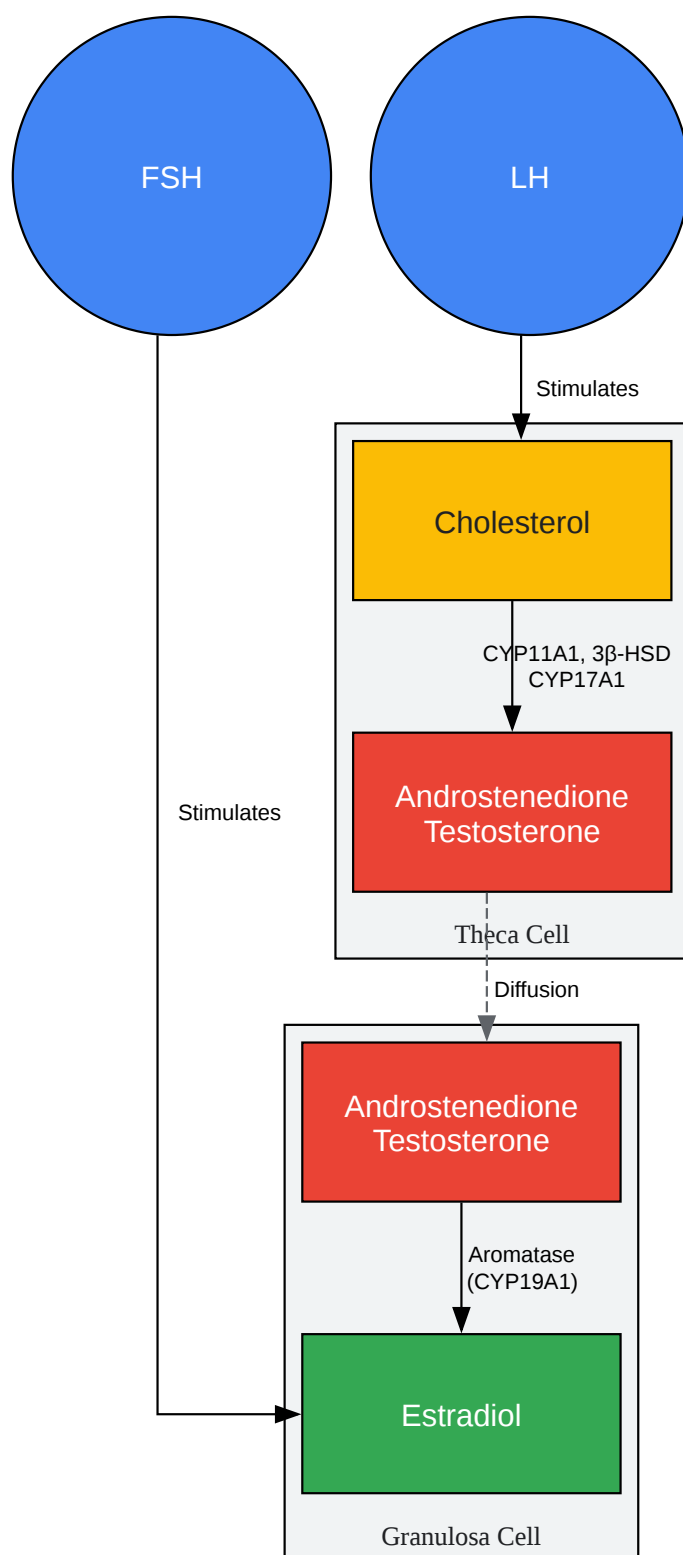 FSH
LH
Stimulates
Cholesterol
CYP11A1, 3β-HSD
CYP17A1
Androstenedione
Testosterone
Stimulates
Theca Cell
Diffusion
Androstenedione
Testosterone
Aromatase
(CYP19A1)
Estradiol
Granulosa Cell